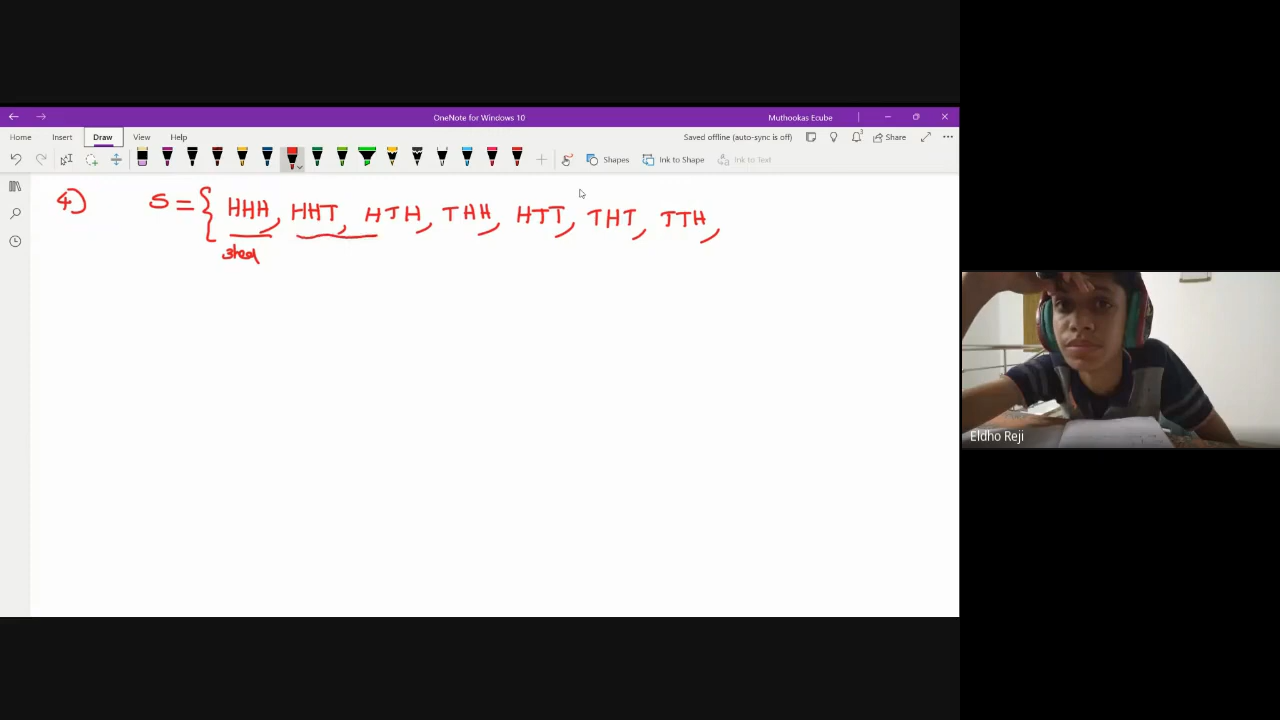 OneNote for Windows 10
Muthookas Ecube
Home Insert Draw View Help
Saved offline (auto-sync is off)
3
Share
Shapes
Ink to Shape
Ink to Text
4) S = { HHH, HHT, HTH, THH, HTT, THT, TTH,
Eldho Reji